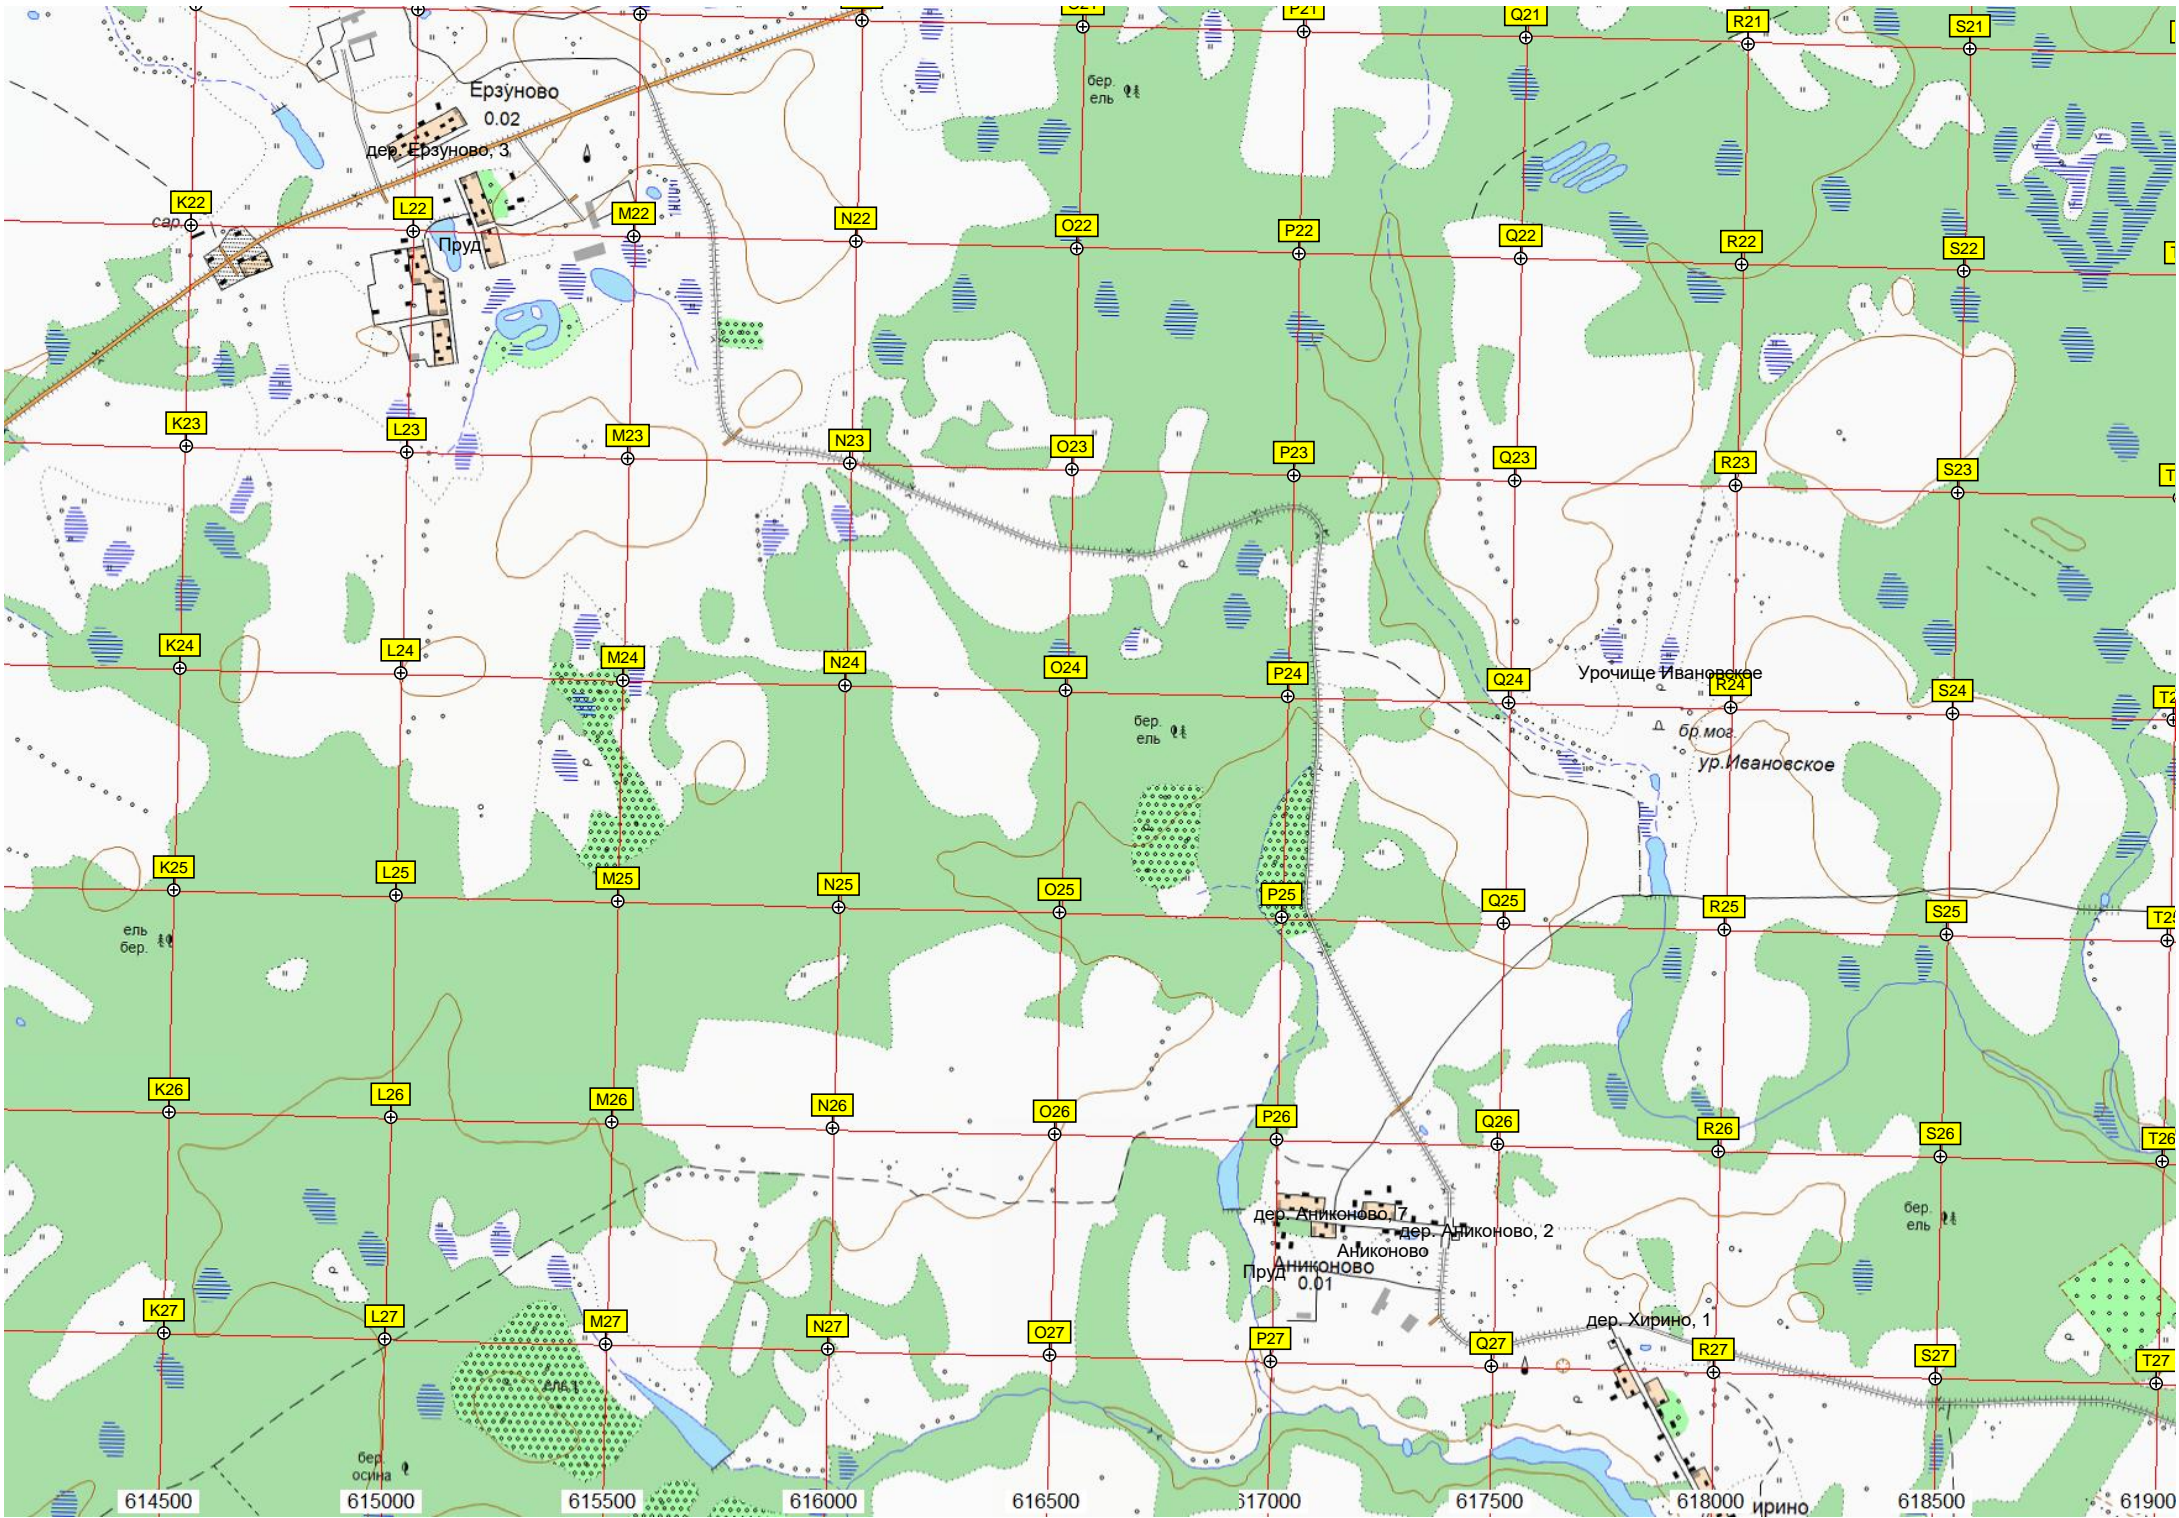 P21
Q21
R21
S21
бер.
ель
Ерзуново
0.02
дер. Ерзуново, 3
K22
сар.
L22
M22
N22
O22
P22
Q22
R22
S22
Пруд
K23
L23
M23
N23
O23
P23
Q23
R23
S23
K24
L24
M24
N24
O24
P24
Q24
Урочище Ивановское
R24
S24
бер.
ель
бр.мог.
ур.Ивановское
K25
L25
M25
N25
O25
P25
Q25
R25
S25
ель
бер.
K26
L26
M26
N26
O26
P26
Q26
R26
S26
T26
дер. Аниконово, 7
дер. Аниконово, 2
Аниконово
Пруд
Аниконово
0.01
бер.
ель
K27
L27
M27
N27
O27
P27
Q27
дер. Хирино, 1
R27
S27
T27
бер.
осина
614500
615000
615500
616000
616500
617000
617500
618000
618500
61900
ирино